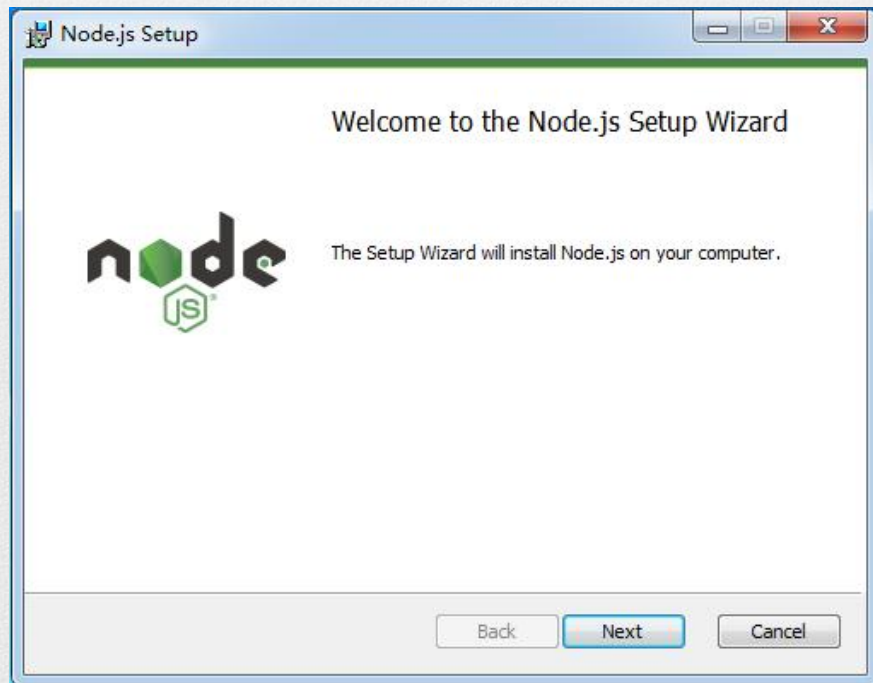 Node.js Setup
Welcome to the Node.js Setup Wizard
node
JS®
The Setup Wizard will install Node.js on your computer.
Back
Next
Cancel